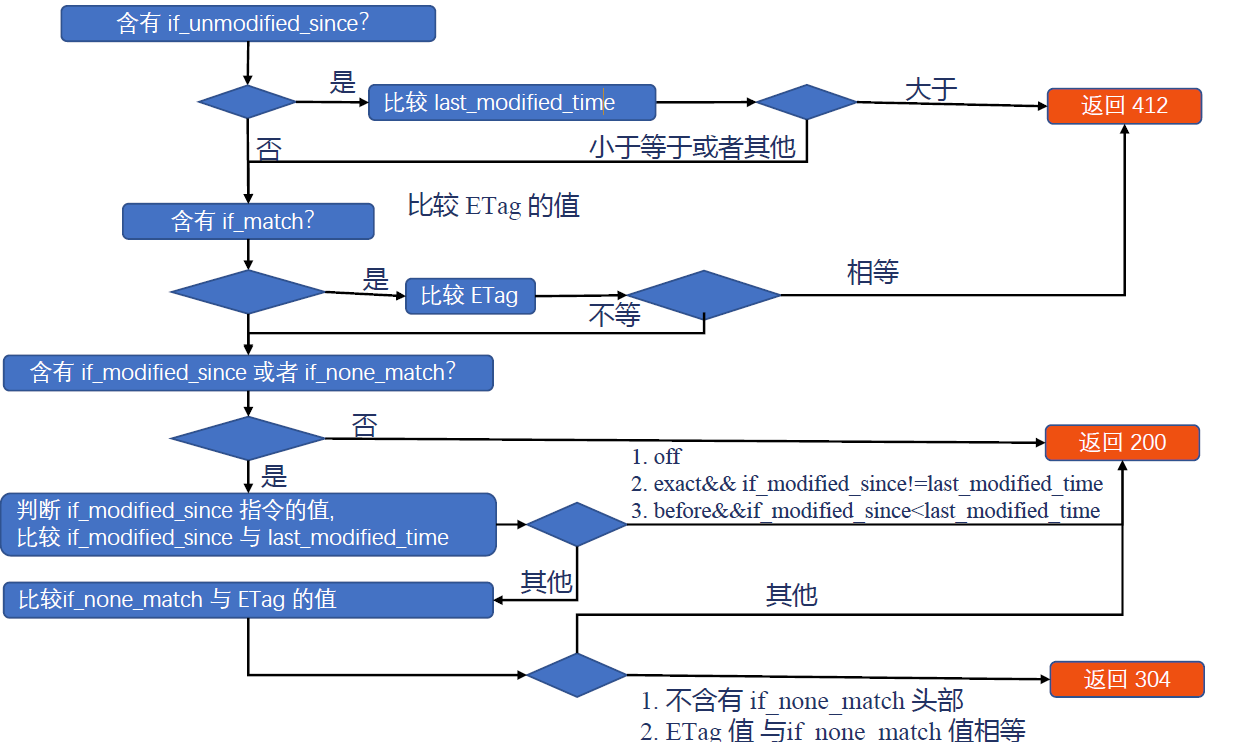 含有 if_unmodified_since?
是
比较 last_modified_time
大于
返回 412
否
小于等于或者其他
含有 if_match?
比较 ETag 的值
是
比较 ETag
不等
相等
含有 if_modified_since 或者 if_none_match?
否
返回 200
是
1. off
2. exact&& if_modified_since!=last_modified_time
3. before&&if_modified_since<last_modified_time
判断 if_modified_since 指令的值,
比较 if_modified_since 与 last_modified_time
其他
比较if_none_match 与 ETag 的值
其他
返回 304
1. 不含有 if_none_match 头部
2. ETag 值 与if_none_match 值相等